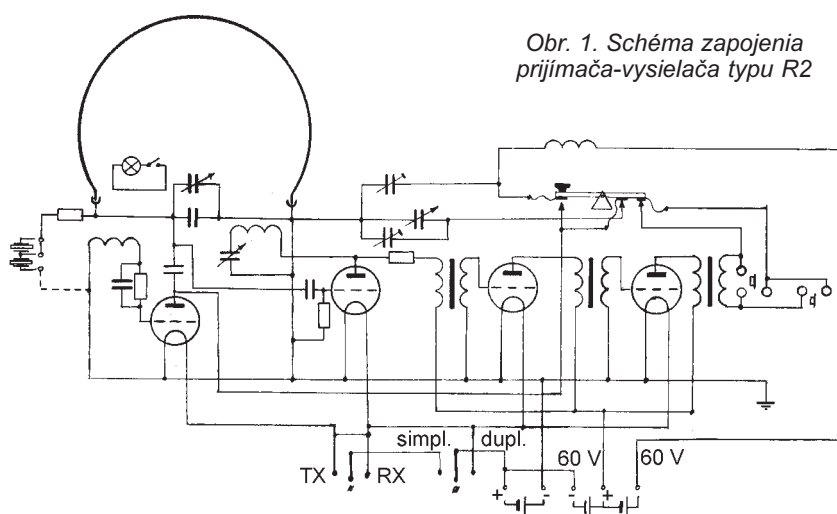 Obr. 1. Schéma zapojenia
prijímača-vysielača typu R2
simpl. dupl.
TX RX 60 V 60 V
+ - - +